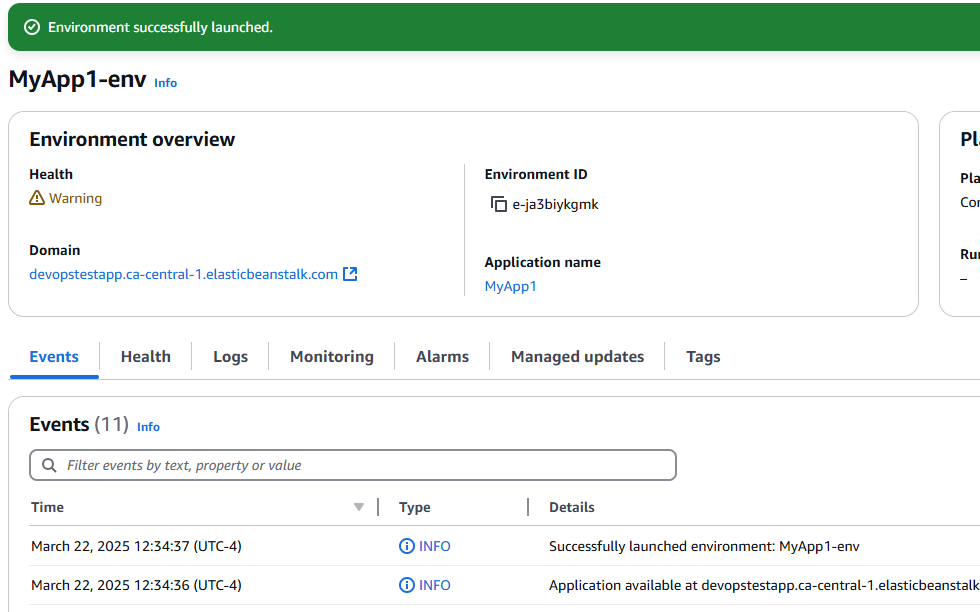 Environment successfully launched.
MyApp1-env Info
Environment overview
Health
Warning
Domain
devopstestapp.ca-central-1.elasticbeanstalk.com
Environment ID
e-ja3biykgmk
Application name
MyApp1
Pl
Pla
Cor
Rur
–
Events Health Logs Monitoring Alarms Managed updates Tags
Events (11) Info
Filter events by text, property or value
Time Type Details
March 22, 2025 12:34:37 (UTC-4) INFO Successfully launched environment: MyApp1-env
March 22, 2025 12:34:36 (UTC-4) INFO Application available at devopstestapp.ca-central-1.elasticbeanstalk